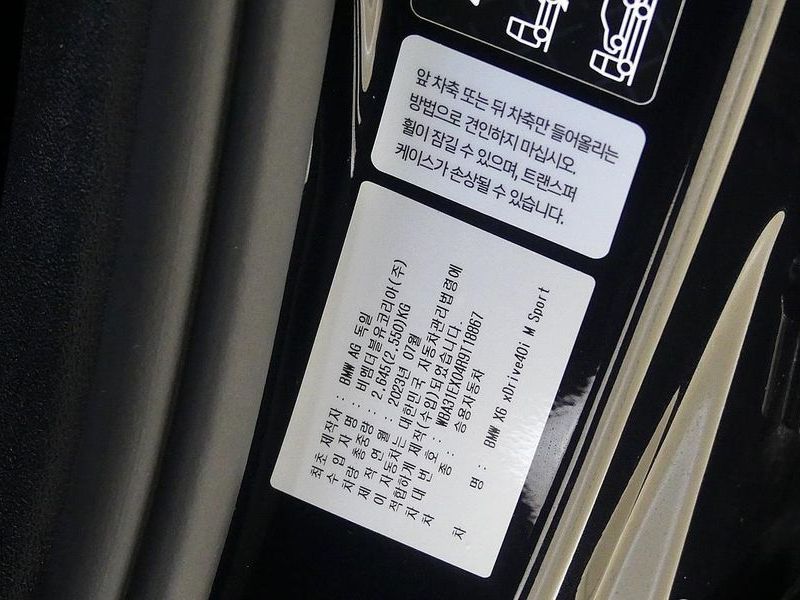 앞 차축 또는 뒤 차축만 들어올리는
방법으로 견인하지 마십시오.
휠이 잠길 수 있으며, 트랜스퍼
케이스가 손상될 수 있습니다.
최초 제작자 : BMW AG 독일
수 입 자 명 : 비엠더블유코리아(주)
차량 총중량 : 2.645(2.550)KG
제 작 연 월 : 2023년 07월
이 자동차는 대한민국 자동차관리법령에
적합하게 제작(수입)되었습니다.
차 대 번 호 : WBA31EX04R9T18867
차 종 : 승용자동차
차 명 : BMW X6 xDrive40i M Sport